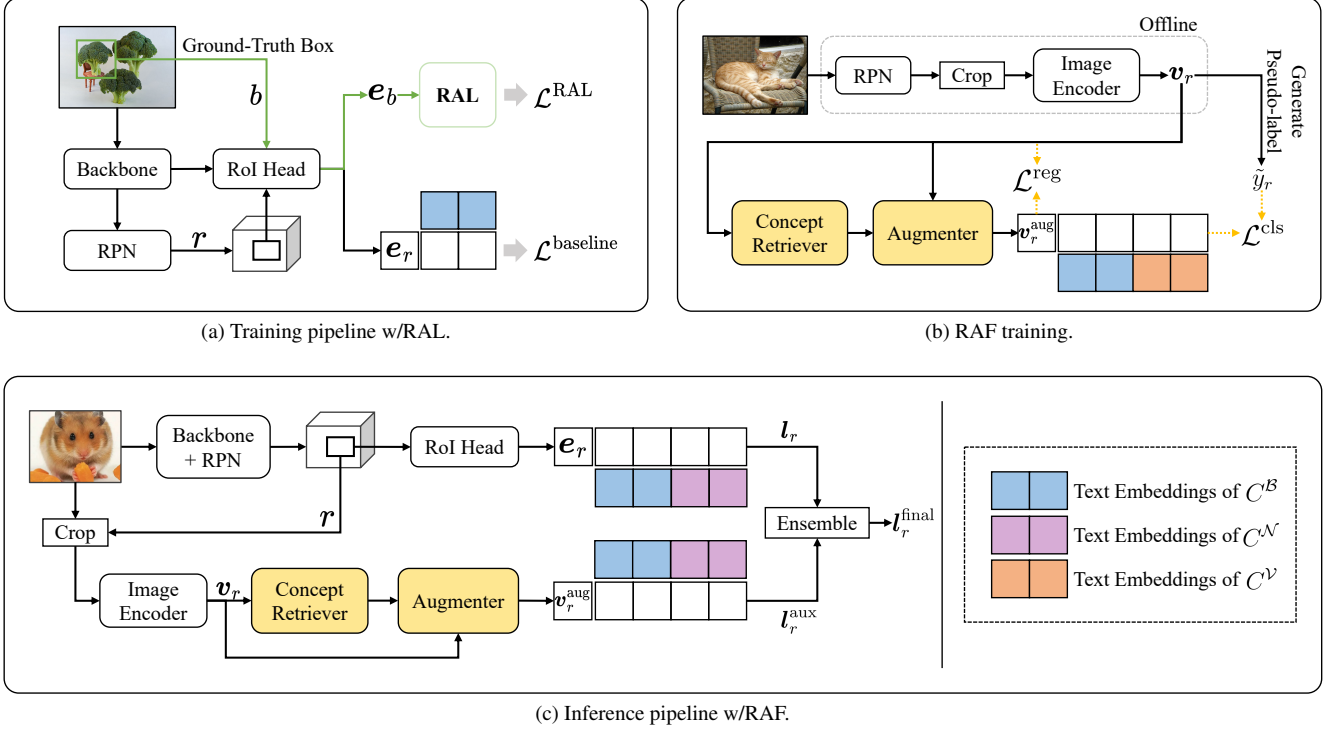 Ground-Truth Box
b
e_b
RAL
ℒ^RAL
Backbone
RoI Head
RPN
r
e_r
ℒ^baseline
(a) Training pipeline w/RAL.
Offline
RPN
Crop
Image
Encoder
v_r
Generate
Pseudo-label
ỹ_r
ℒ^reg
Concept
Retriever
Augmenter
v_r^aug
ℒ^cls
(b) RAF training.
Backbone
+ RPN
RoI Head
e_r
l_r
r
Crop
Image
Encoder
v_r
Concept
Retriever
Augmenter
v_r^aug
l_r^aux
Ensemble
l_r^final
Text Embeddings of C^ℬ
Text Embeddings of C^𝒩
Text Embeddings of C^𝒱
(c) Inference pipeline w/RAF.